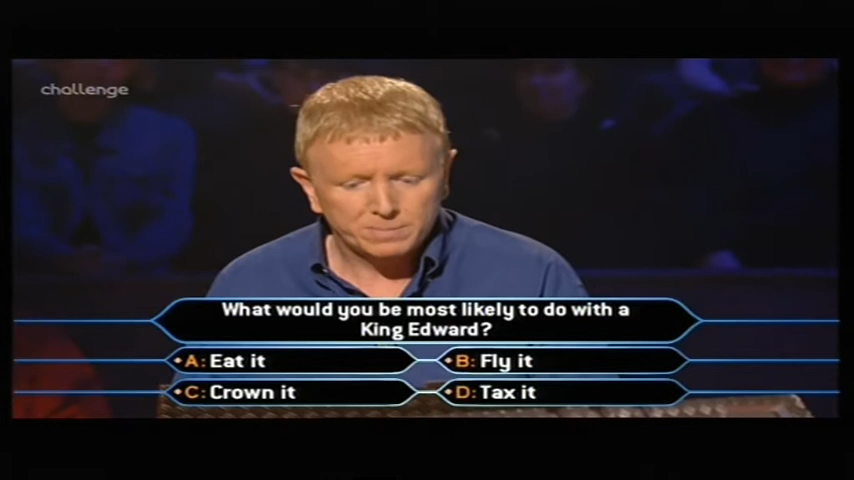 challenge
What would you be most likely to do with a
King Edward?
A: Eat it
B: Fly it
C: Crown it
D: Tax it